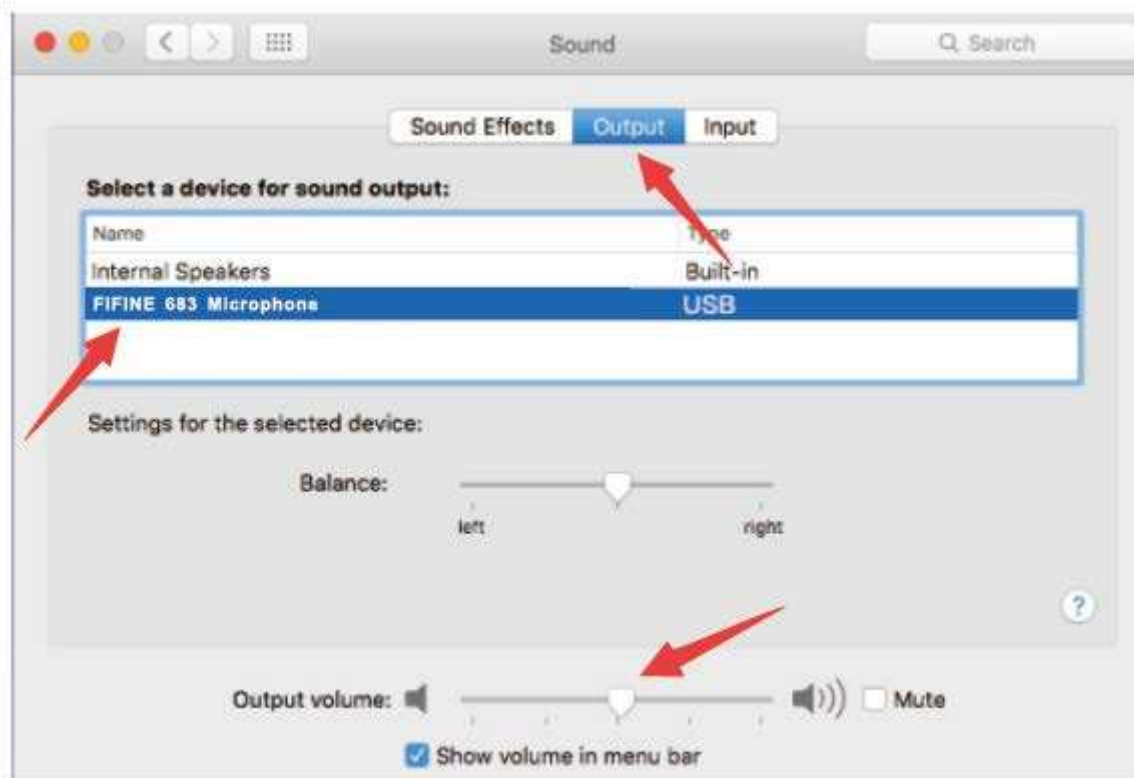 Sound
Search
Sound Effects Output Input
Select a device for sound output:
Name Type
Internal Speakers Built-in
FIFINE 683 Microphone USB
Settings for the selected device:
Balance:
left right
?
Output volume: Mute
Show volume in menu bar